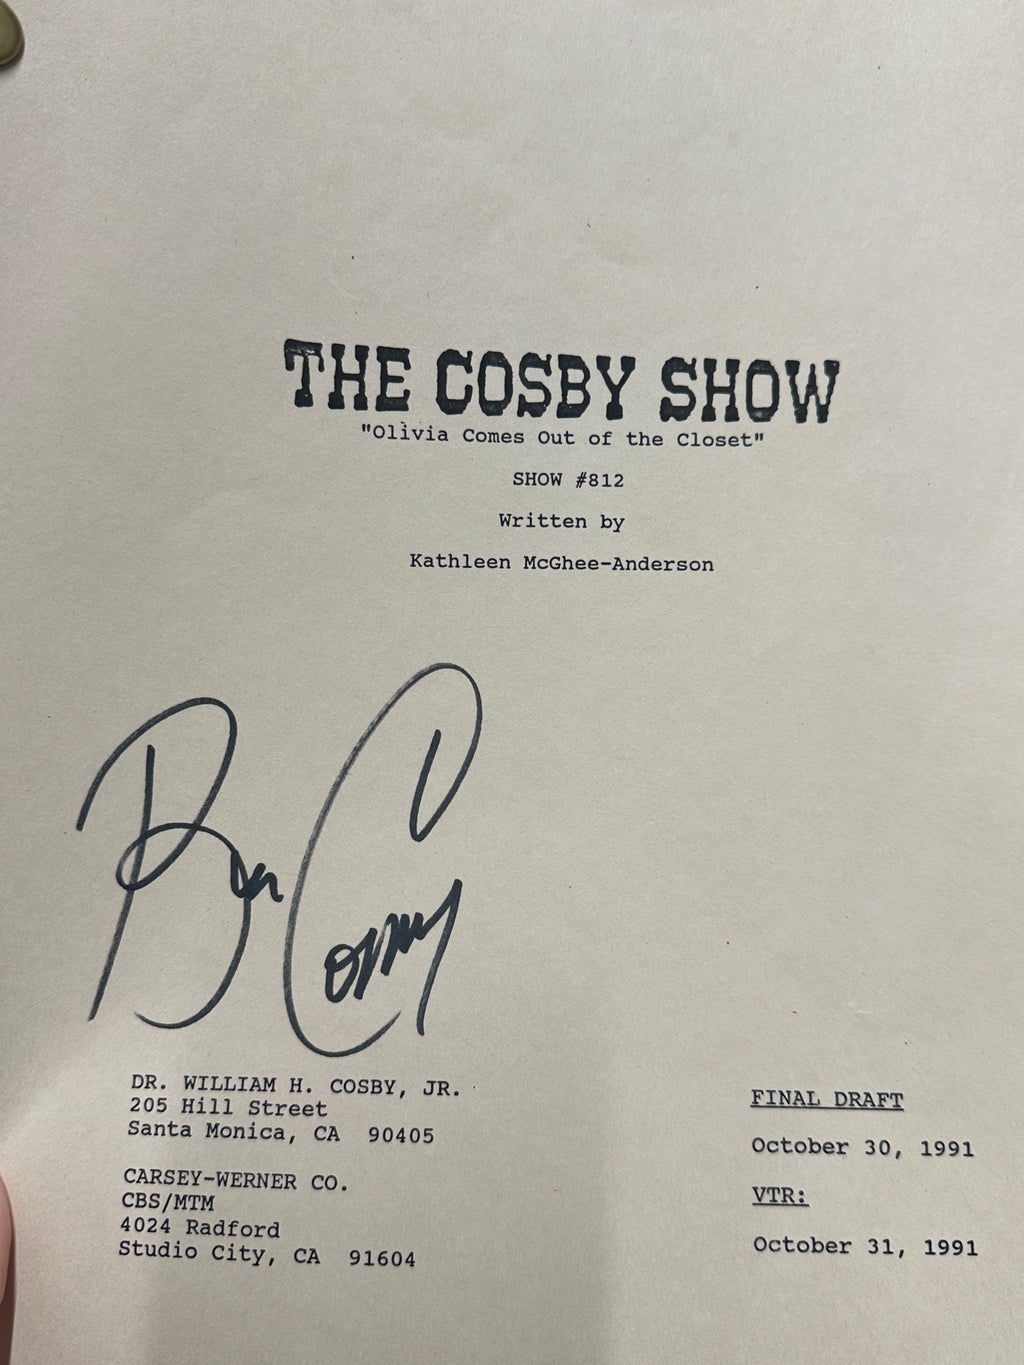 THE COSBY SHOW
"Olivia Comes Out of the Closet"
SHOW #812
Written by
Kathleen McGhee-Anderson
Bill Cosby
DR. WILLIAM H. COSBY, JR.
205 Hill Street
Santa Monica, CA 90405
CARSEY-WERNER CO.
CBS/MTM
4024 Radford
Studio City, CA 91604
FINAL DRAFT
October 30, 1991
VTR:
October 31, 1991